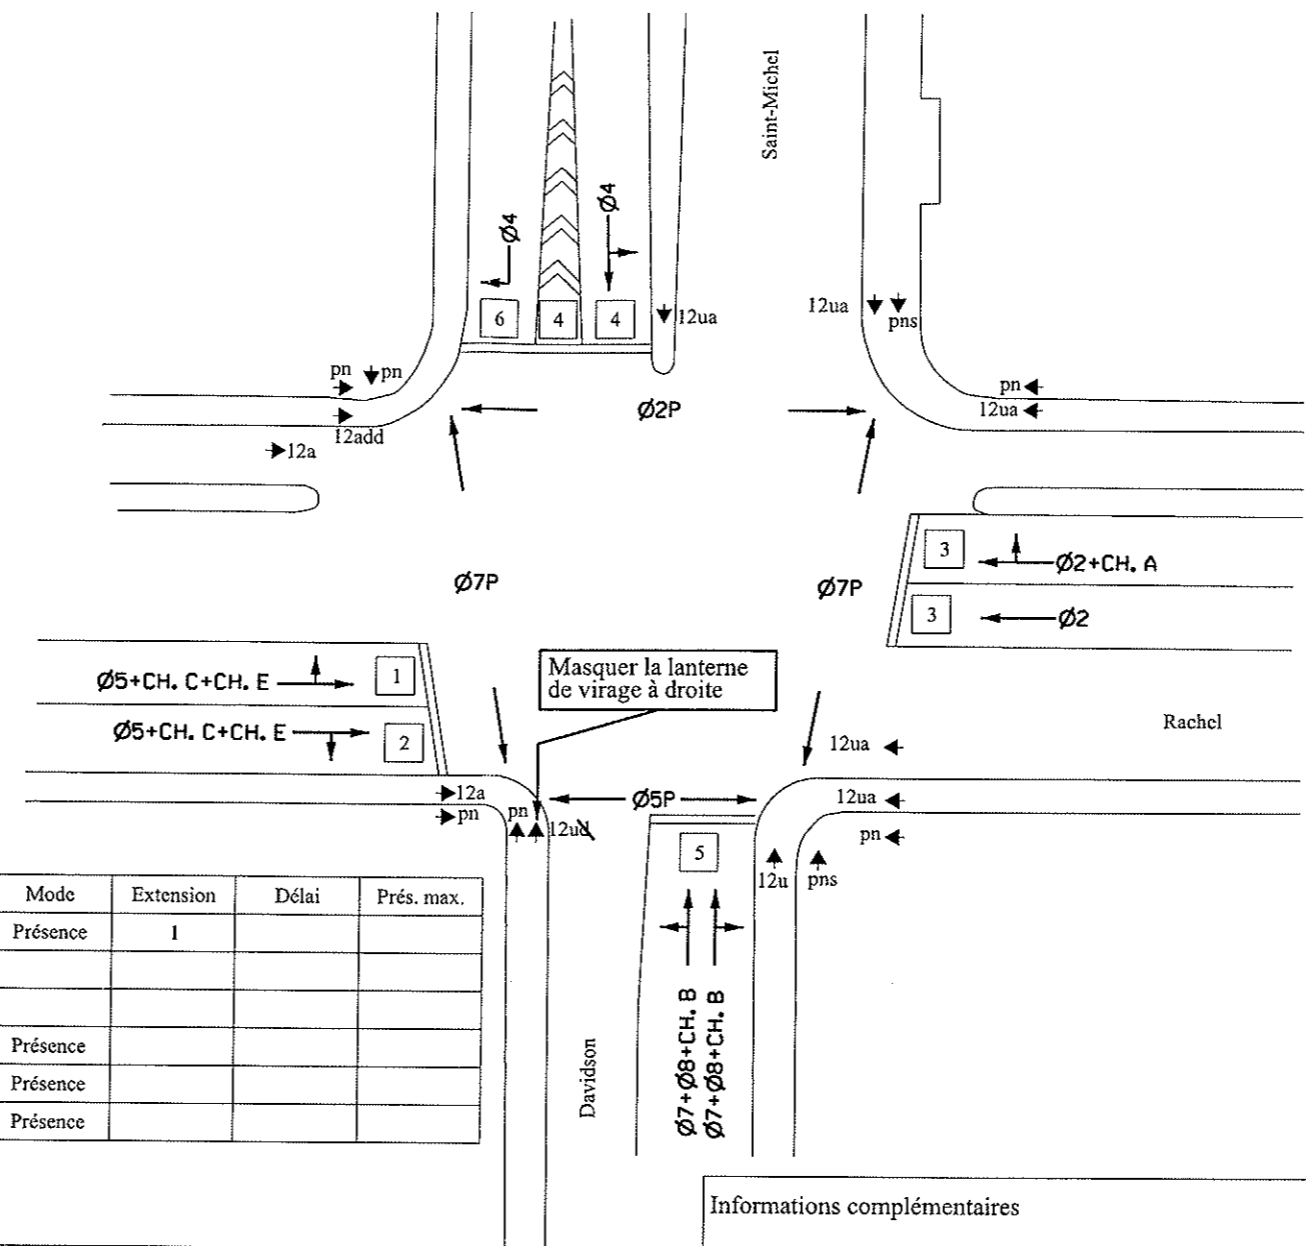 Saint-Michel
Ø4
Ø4
6
4
4
12ua
12ua
pns
pn
pn
12add
12a
Ø2P
pn
12ua
Ø7P
Ø7P
3
Ø2+CH. A
3
Ø2
Ø5+CH. C+CH. E
1
Ø5+CH. C+CH. E
2
Masquer la lanterne
de virage à droite
Rachel
12ua
12a
pn
pn
12ud
Ø5P
12ua
pn
5
12u
pns
Mode Extension Délai Prés. max.
Présence 1
Présence
Présence
Présence
Davidson
Ø7+Ø8+CH. B
Ø7+Ø8+CH. B
Informations complémentaires